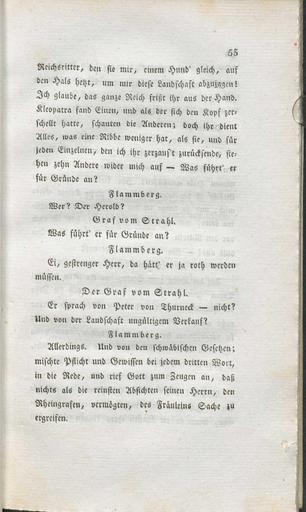 55
Reichsritter, den sie mir, einem Hund' gleich, auf
den Hals hetzt, um mir diese Landschaft abzujagen!
Ich glaube, das ganze Reich frißt ihr aus der Hand.
Kleopatra fand Einen, und als der sich den Kopf zer-
schellt hatte, schauten die Anderen; doch ihr dient
Alles, was eine Ribbe weniger hat, als sie, und für
jeden Einzelnen, den ich ihr zerzaus't zurücksende, ste-
hen zehn Andere wider mich auf — Was führt' er
für Gründe an?
Flammberg.
Wer? Der Herold?
Graf vom Strahl.
Was führt' er für Gründe an?
Flammberg.
Ei, gestrenger Herr, da hätt' er ja roth werden
müssen.
Der Graf vom Strahl.
Er sprach von Peter von Thurneck — nicht?
Und von der Landschaft ungültigem Verkauf?
Flammberg.
Allerdings. Und von den schwäbischen Gesetzen;
mischte Pflicht und Gewissen bei jedem dritten Wort,
in die Rede, und rief Gott zum Zeugen an, daß
nichts als die reinsten Absichten seinen Herrn, den
Rheingrafen, vermögten, des Fräuleins Sache zu
ergreifen.